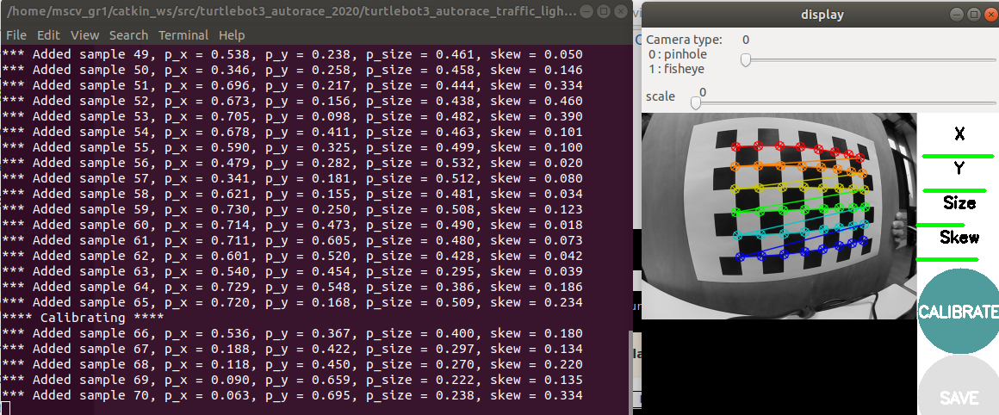 /home/mscv_gr1/catkin_ws/src/turtlebot3_autorace_2020/turtlebot3_autorace_traffic_ligh...
File Edit View Search Terminal Help
*** Added sample 49, p_x = 0.538, p_y = 0.238, p_size = 0.461, skew = 0.050
*** Added sample 50, p_x = 0.346, p_y = 0.258, p_size = 0.458, skew = 0.146
*** Added sample 51, p_x = 0.696, p_y = 0.217, p_size = 0.444, skew = 0.334
*** Added sample 52, p_x = 0.673, p_y = 0.156, p_size = 0.438, skew = 0.460
*** Added sample 53, p_x = 0.705, p_y = 0.098, p_size = 0.482, skew = 0.390
*** Added sample 54, p_x = 0.678, p_y = 0.411, p_size = 0.463, skew = 0.101
*** Added sample 55, p_x = 0.590, p_y = 0.325, p_size = 0.499, skew = 0.100
*** Added sample 56, p_x = 0.479, p_y = 0.282, p_size = 0.532, skew = 0.020
*** Added sample 57, p_x = 0.341, p_y = 0.181, p_size = 0.512, skew = 0.080
*** Added sample 58, p_x = 0.621, p_y = 0.155, p_size = 0.481, skew = 0.034
*** Added sample 59, p_x = 0.730, p_y = 0.250, p_size = 0.508, skew = 0.123
*** Added sample 60, p_x = 0.714, p_y = 0.473, p_size = 0.490, skew = 0.018
*** Added sample 61, p_x = 0.711, p_y = 0.605, p_size = 0.480, skew = 0.073
*** Added sample 62, p_x = 0.601, p_y = 0.520, p_size = 0.428, skew = 0.042
*** Added sample 63, p_x = 0.540, p_y = 0.454, p_size = 0.295, skew = 0.039
*** Added sample 64, p_x = 0.729, p_y = 0.548, p_size = 0.386, skew = 0.186
*** Added sample 65, p_x = 0.720, p_y = 0.168, p_size = 0.509, skew = 0.234
**** Calibrating ****
*** Added sample 66, p_x = 0.536, p_y = 0.367, p_size = 0.400, skew = 0.180
*** Added sample 67, p_x = 0.188, p_y = 0.422, p_size = 0.297, skew = 0.134
*** Added sample 68, p_x = 0.118, p_y = 0.450, p_size = 0.270, skew = 0.220
*** Added sample 69, p_x = 0.090, p_y = 0.659, p_size = 0.222, skew = 0.135
*** Added sample 70, p_x = 0.063, p_y = 0.695, p_size = 0.238, skew = 0.334
display
Camera type: 0
0 : pinhole
1 : fisheye
scale 0
X
Y
Size
Skew
CALIBRATE
SAVE